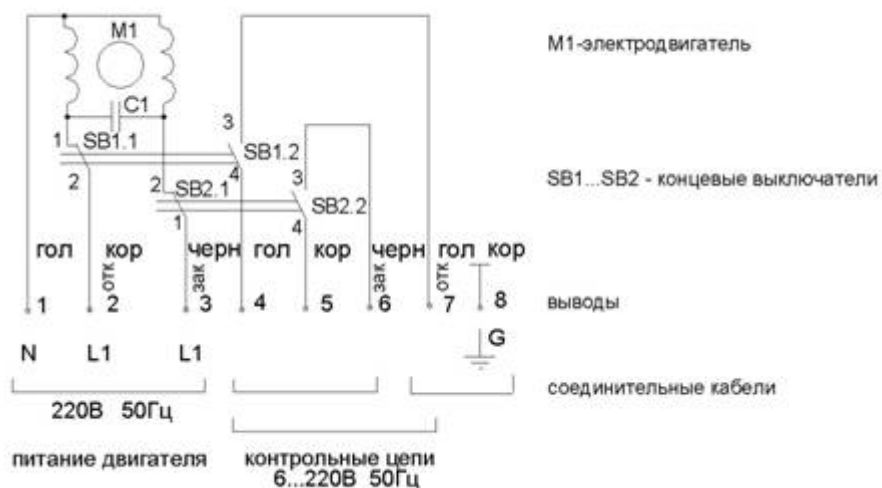 М1
М1-электродвигатель
С1
3
1 SB1.1
SB1.2
3
2 2 4
SB1...SB2 - концевые выключатели
SB2.1
SB2.2
1 4
гол кор черн гол кор черн гол кор
отк зак зак отк
1 2 3 4 5 6 7 8
выводы
N L1 L1 G
соединительные кабели
220В 50Гц
питание двигателя контрольные цепи
6...220В 50Гц